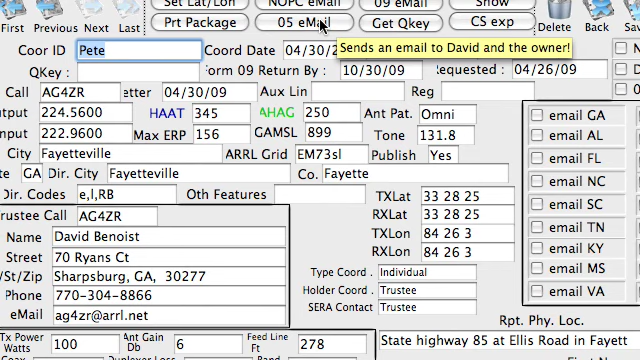 Set Lat/Lon NOPC eMail 09 eMail Show
First Previous Next Last Prt Package 05 eMail Get Qkey CS exp Delete Back Save
Sends an email to David and the owner!
Coor ID Pete Coord Date 04/30/2
QKey : Form 09 Return By : 10/30/09 Requested : 04/26/09
Call AG4ZR etter 04/30/09 Aux Lin Reg
utput 224.5600 HAAT 345 AHAG 250 Ant Pat. Omni
nput 222.9600 Max ERP 156 GAMSL 899 Tone 131.8
City Fayetteville ARRL Grid EM73sl Publish Yes
te GA Dir. City Fayetteville Co. Fayette
Dir. Codes e,l,RB Oth Features
TXLat 33 28 25
RXLat 33 28 25
TXLon 84 26 3
RXLon 84 26 3
Type Coord . Individual
Holder Coord . Trustee
SERA Contact : Trustee
rustee Call AG4ZR
Name David Benoist
Street 70 Ryans Ct
/St/Zip Sharpsburg, GA, 30277
Phone 770-304-8866
eMail ag4zr@arrl.net
email GA
email AL
email FL
email NC
email SC
email TN
email KY
email MS
email VA
Rpt. Phy. Loc.
State highway 85 at Ellis Road in Fayett
Tx Power Watts 100 Ant Gain Db 6 Feed Line Ft 278